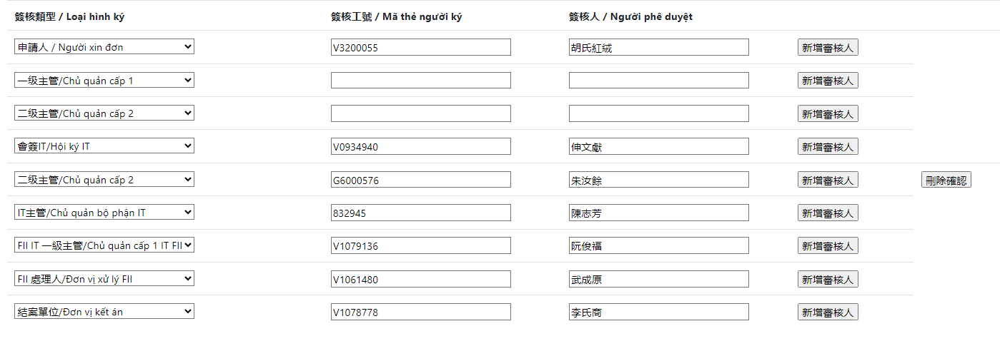 簽核類型 / Loại hình ký 簽核工號 / Mã thẻ người ký 簽核人 / Người phê duyệt
申請人 / Người xin đơn V3200055 胡氏紅絨 新增審核人
一级主管/Chủ quản cấp 1 新增審核人
二级主管/Chủ quản cấp 2 新增審核人
會簽IT/Hội ký IT V0934940 伸文獻 新增審核人
二级主管/Chủ quản cấp 2 G6000576 朱汝餘 新增審核人 刪除確認
IT主管/Chủ quản bộ phận IT 832945 陳志芳 新增審核人
FII IT 一級主管/Chủ quản cấp 1 IT FII V1079136 阮俊福 新增審核人
FII 處理人/Đơn vị xử lý FII V1061480 武成原 新增審核人
結案單位/Đơn vị kết án V1078778 李氏商 新增審核人